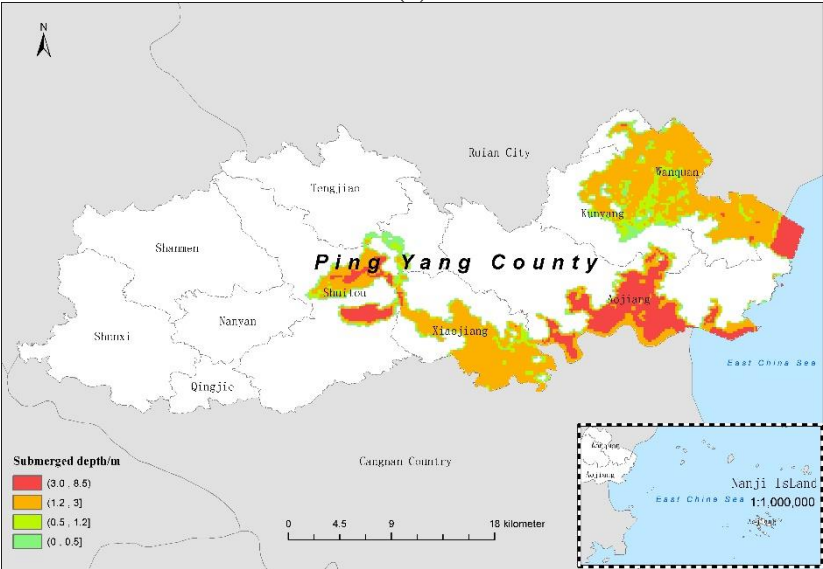 N
Ruian City
Wanquan
Tengjiao
Kunyang
Shanmen
Ping Yang County
Shuitou
Aojiang
Nanyan
Xiaojiang
Shunxi
East China Sea
Qingjie
Submerged depth/m
(3.0 , 8.5)
(1.2 , 3]
(0.5 , 1.2]
(0 , 0.5]
Cangnan Country
0 4.5 9 18 kilometer
Nanji IsLand
East China Sea 1:1,000,000